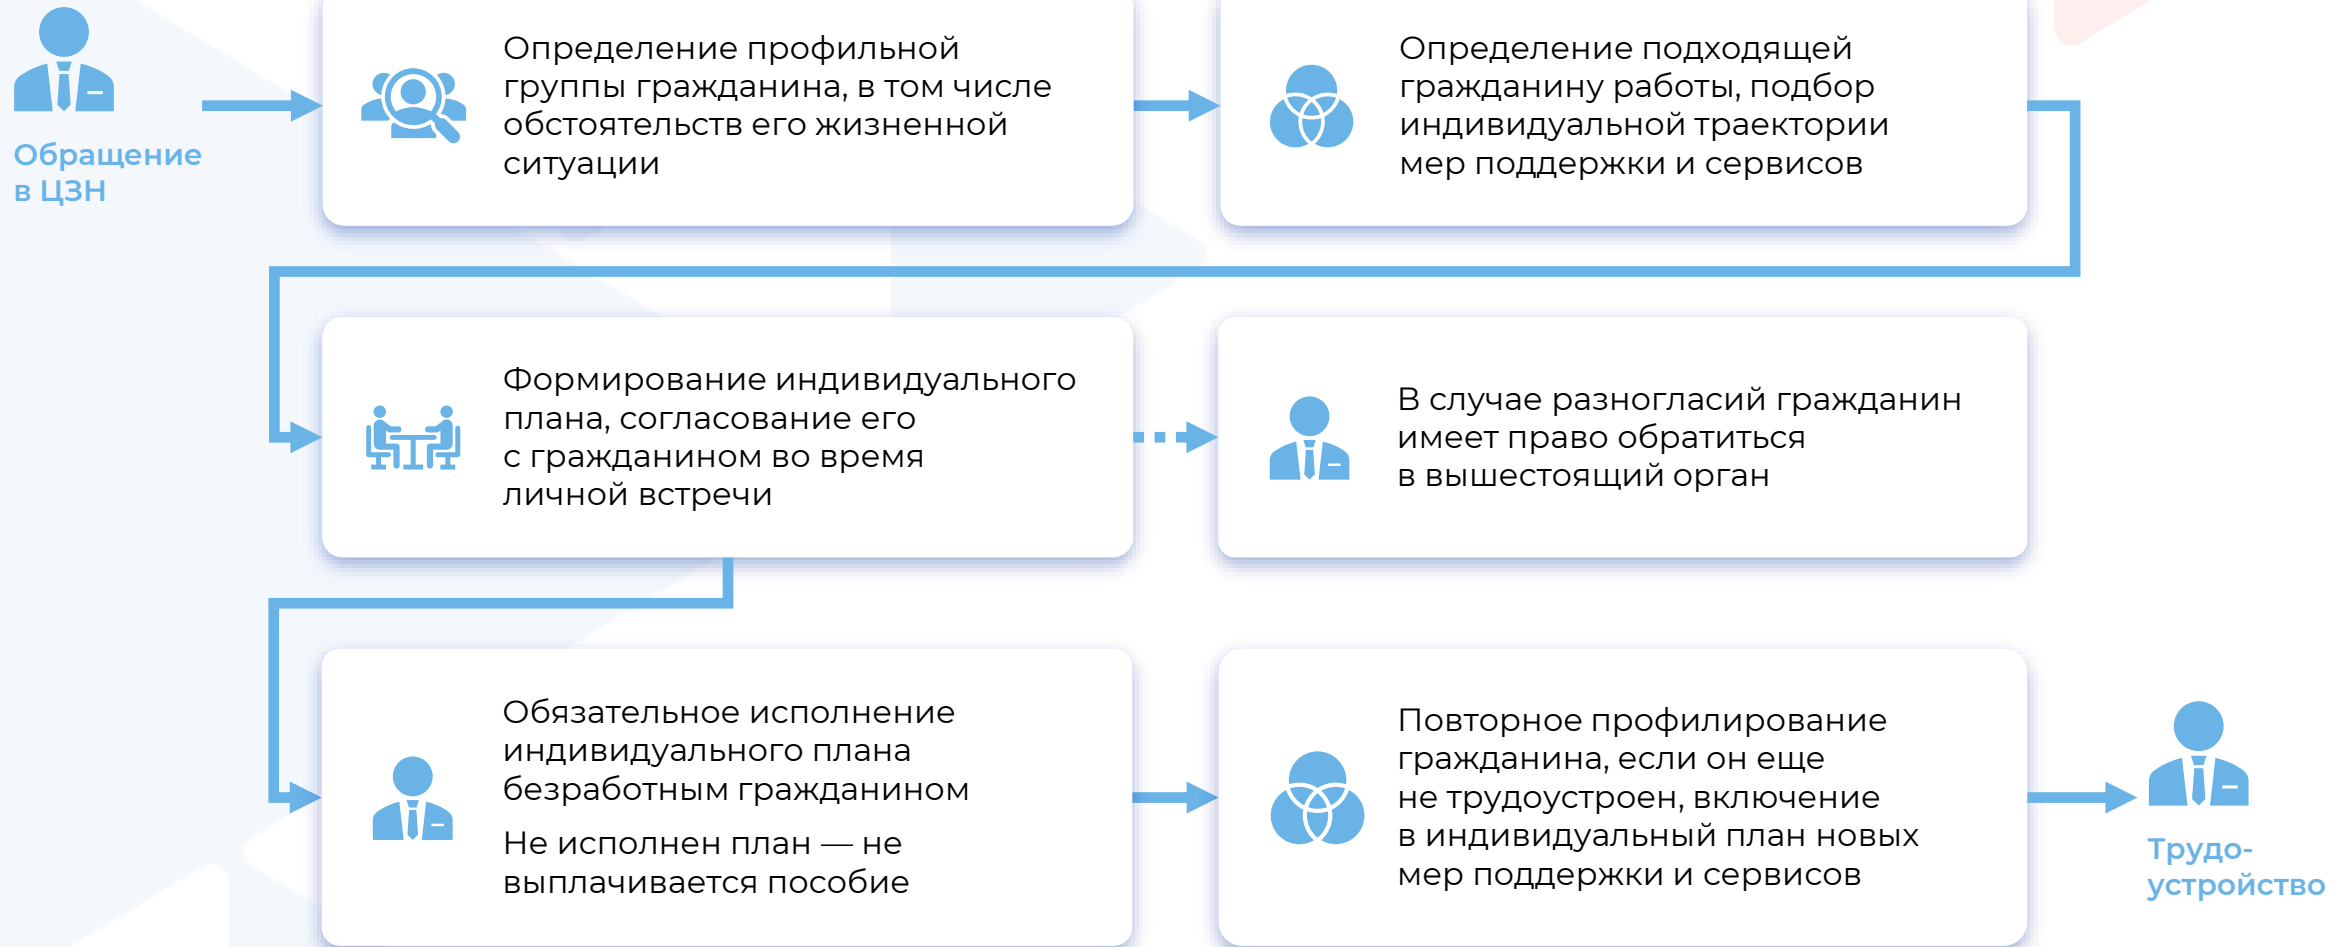 Обращение
в ЦЗН
Определение профильной
группы гражданина, в том числе
обстоятельств его жизненной
ситуации
Определение подходящей
гражданину работы, подбор
индивидуальной траектории
мер поддержки и сервисов
Формирование индивидуального
плана, согласование его
с гражданином во время
личной встречи
В случае разногласий гражданин
имеет право обратиться
в вышестоящий орган
Обязательное исполнение
индивидуального плана
безработным гражданином
Не исполнен план — не
выплачивается пособие
Повторное профилирование
гражданина, если он еще
не трудоустроен, включение
в индивидуальный план новых
мер поддержки и сервисов
Трудо-
устройство